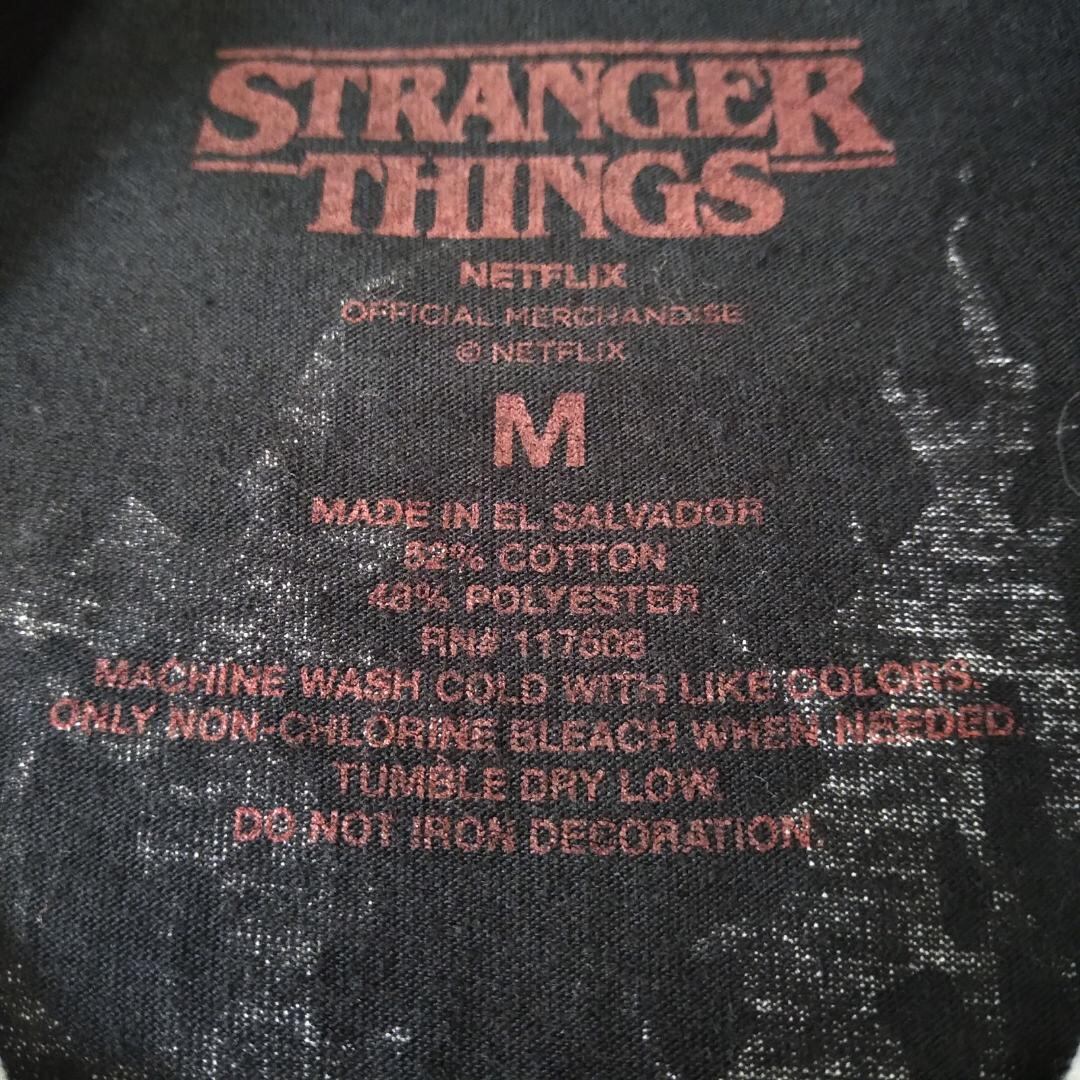 STRANGER
THINGS
NETFLIX
OFFICIAL MERCHANDISE
© NETFLIX
M
MADE IN EL SALVADOR
52% COTTON
48% POLYESTER
RN# 117508
MACHINE WASH COLD WITH LIKE COLORS.
ONLY NON-CHLORINE BLEACH WHEN NEEDED.
TUMBLE DRY LOW.
DO NOT IRON DECORATION.